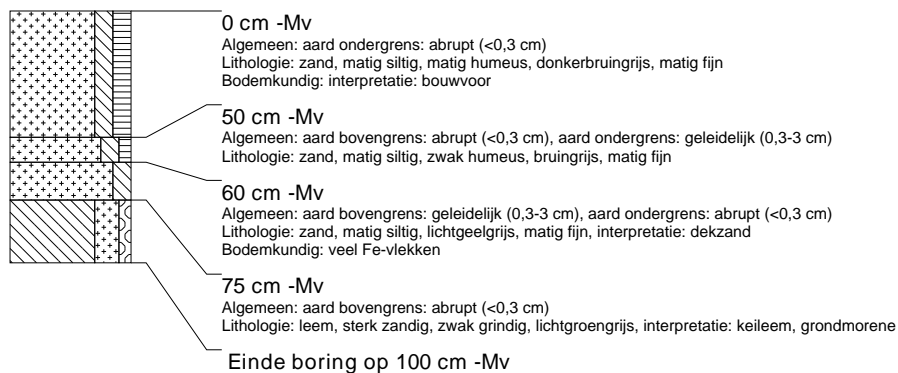 0 cm -Mv
Algemeen: aard ondergrens: abrupt (<0,3 cm)
Lithologie: zand, matig siltig, matig humeus, donkerbruingrijs, matig fijn
Bodemkundig: interpretatie: bouwvoor
50 cm -Mv
Algemeen: aard bovengrens: abrupt (<0,3 cm), aard ondergrens: geleidelijk (0,3-3 cm)
Lithologie: zand, matig siltig, zwak humeus, bruingrijs, matig fijn
60 cm -Mv
Algemeen: aard bovengrens: geleidelijk (0,3-3 cm), aard ondergrens: abrupt (<0,3 cm)
Lithologie: zand, matig siltig, lichtgeelgrijs, matig fijn, interpretatie: dekzand
Bodemkundig: veel Fe-vlekken
75 cm -Mv
Algemeen: aard bovengrens: abrupt (<0,3 cm)
Lithologie: leem, sterk zandig, zwak grindig, lichtgroengrijs, interpretatie: keileem, grondmorene
Einde boring op 100 cm -Mv